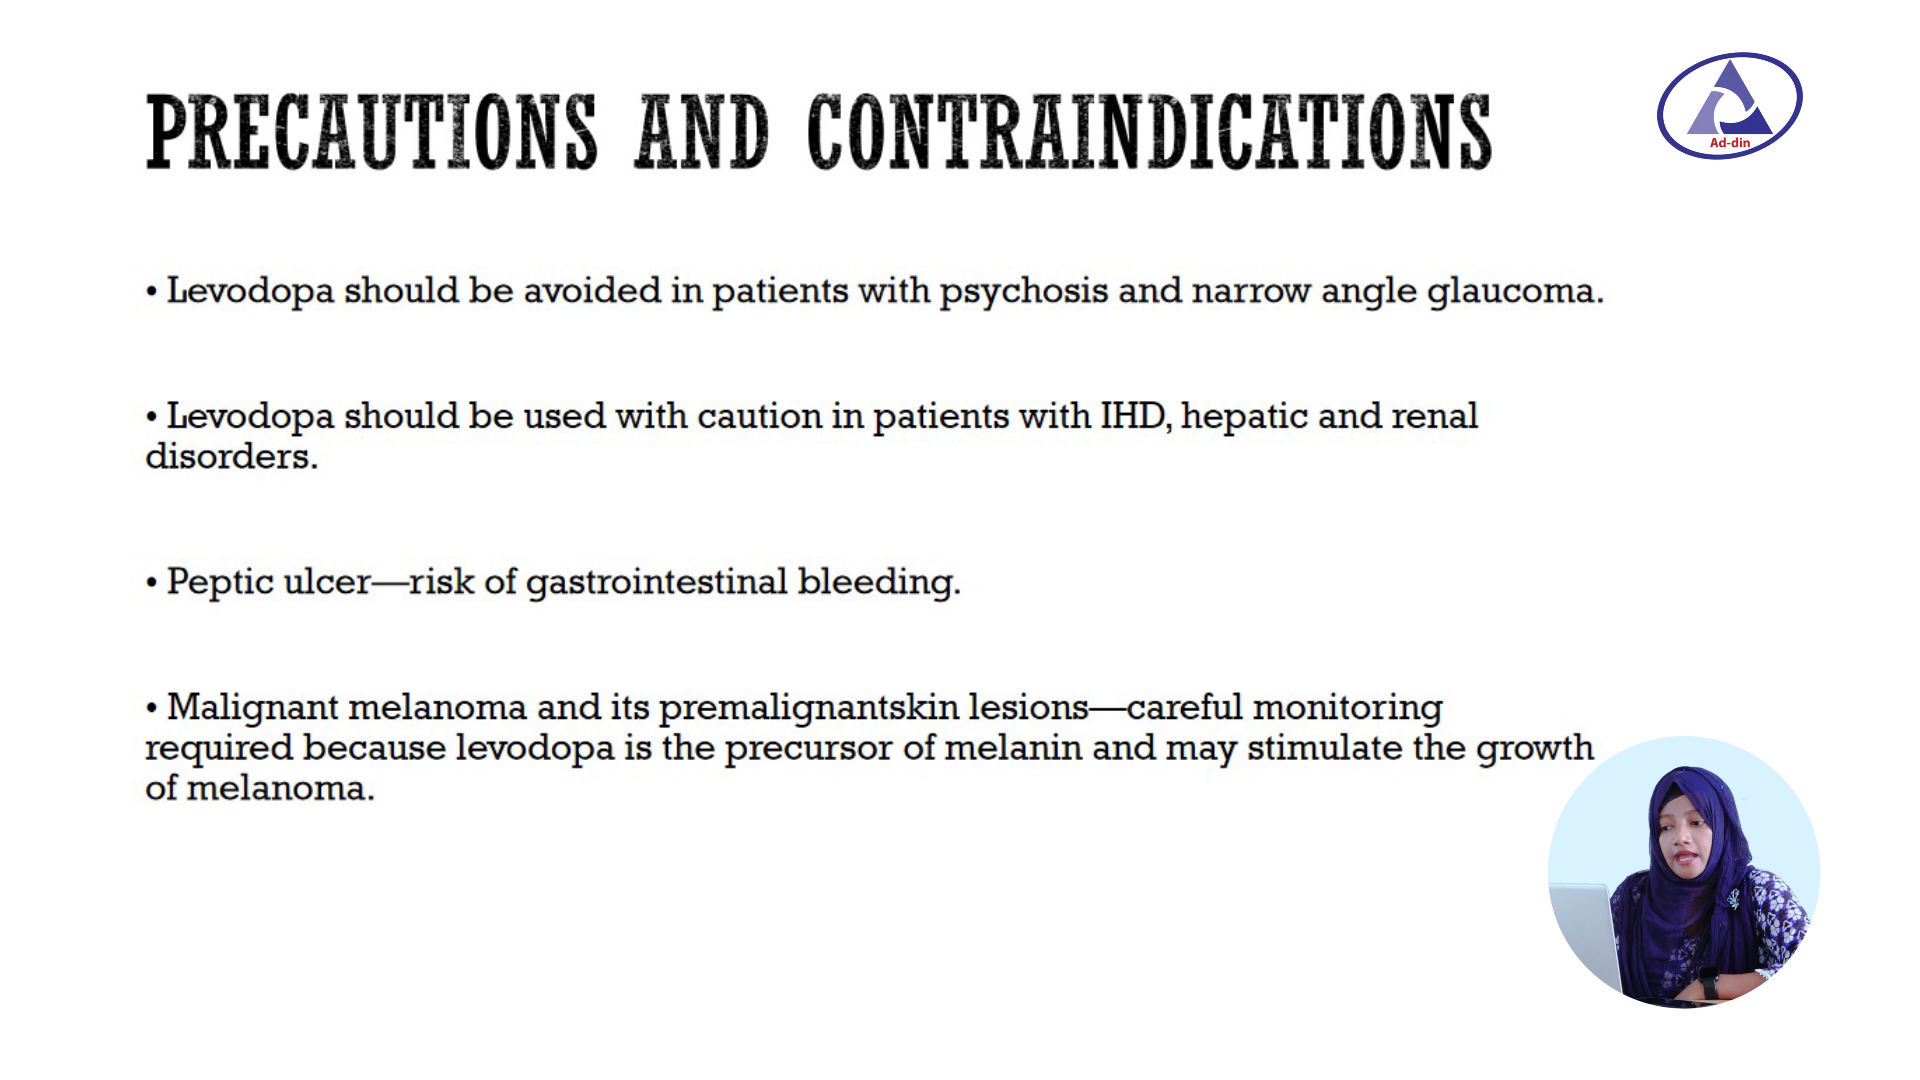 PRECAUTIONS AND CONTRAINDICATIONS
Ad-din
• Levodopa should be avoided in patients with psychosis and narrow angle glaucoma.
• Levodopa should be used with caution in patients with IHD, hepatic and renal
disorders.
• Peptic ulcer—risk of gastrointestinal bleeding.
• Malignant melanoma and its premalignantskin lesions—careful monitoring
required because levodopa is the precursor of melanin and may stimulate the growth
of melanoma.